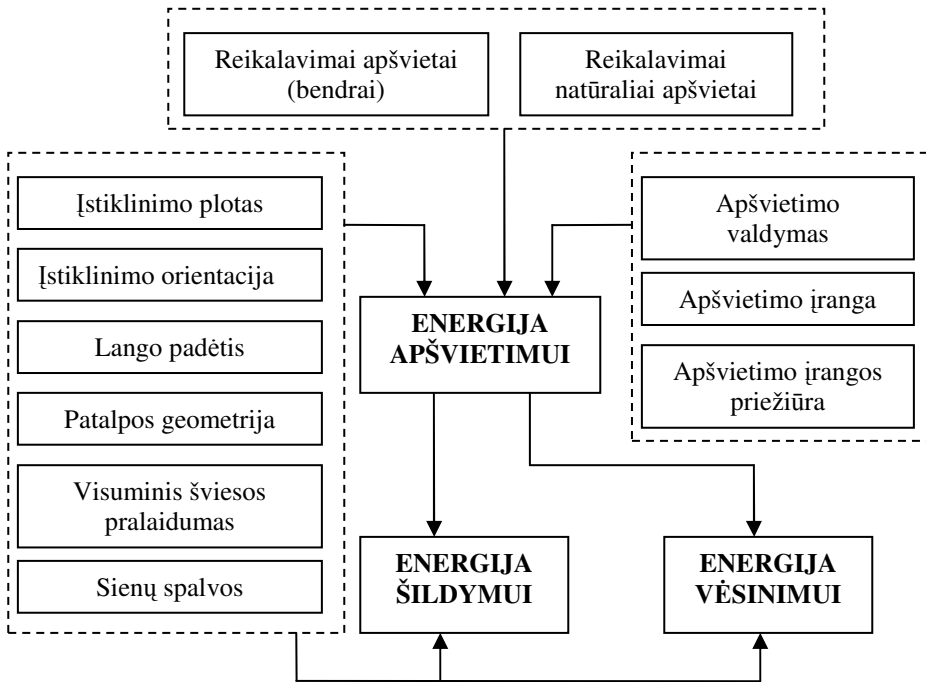 Reikalavimai apšvietai
(bendrai)
Reikalavimai
natūraliai apšvietai
Įstiklinimo plotas
Įstiklinimo orientacija
Lango padėtis
Patalpos geometrija
Visuminis šviesos
pralaidumas
Sienų spalvos
ENERGIJA
APŠVIETIMUI
Apšvietimo
valdymas
Apšvietimo įranga
Apšvietimo įrangos
priežiūra
ENERGIJA
ŠILDYMUI
ENERGIJA
VĖSINIMUI